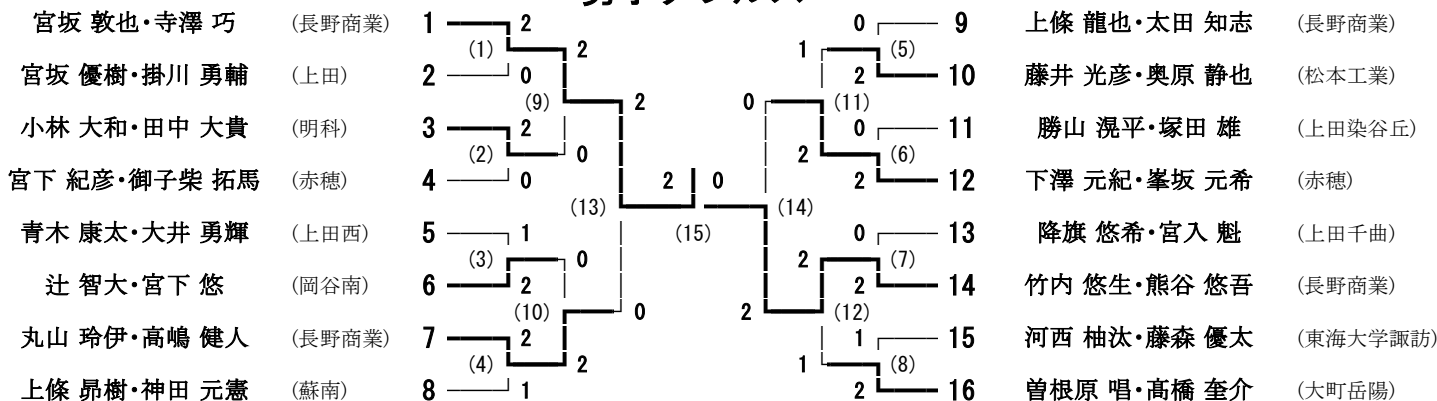 宮坂 敦也・寺澤 巧 (長野商業) 1 2 0 9 上條 龍也・太田 知志 (長野商業)
(1) 2 1 (5)
宮坂 優樹・掛川 勇輔 (上田) 2 0 2 10 藤井 光彦・奥原 静也 (松本工業)
(9) 2 0 (11)
小林 大和・田中 大貴 (明科) 3 2 0 11 勝山 滉平・塚田 雄 (上田染谷丘)
(2) 0 2 (6)
宮下 紀彦・御子柴 拓馬 (赤穂) 4 0 2 0 2 12 下澤 元紀・峯坂 元希 (赤穂)
(13) (15) (14)
青木 康太・大井 勇輝 (上田西) 5 1 0 13 降旗 悠希・宮入 魁 (上田千曲)
(3) 0 2 (7)
辻 智大・宮下 悠 (岡谷南) 6 2 2 14 竹内 悠生・熊谷 悠吾 (長野商業)
(10) 0 2 (12)
丸山 玲伊・高嶋 健人 (長野商業) 7 2 1 15 河西 柚汰・藤森 優太 (東海大学諏訪)
(4) 2 1 (8)
上條 昴樹・神田 元憲 (蘇南) 8 1 2 16 曽根原 唱・髙橋 奎介 (大町岳陽)